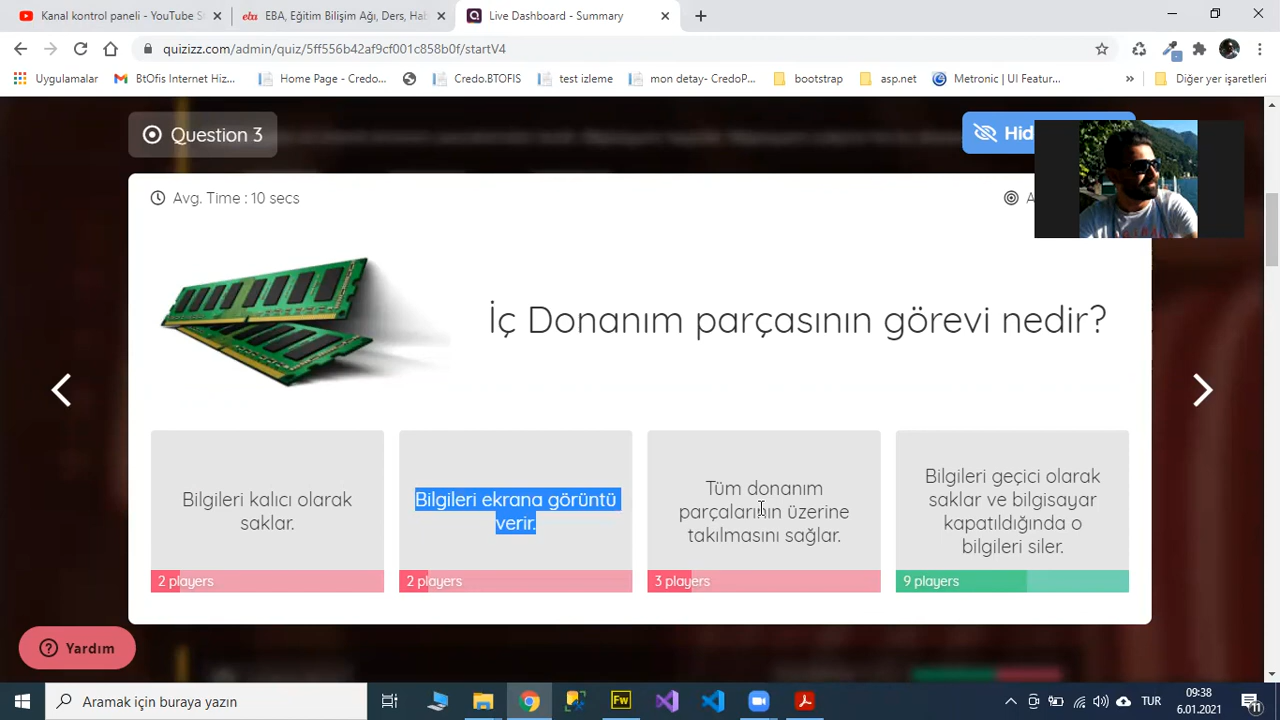 Kanal kontrol paneli - YouTube S
EBA, Eğitim Bilişim Ağı, Ders, Hab
Live Dashboard - Summary
quizizz.com/admin/quiz/5ff556b42af9cf001c858b0f/startV4
Uygulamalar
BtOfis Internet Hiz...
Home Page - Credo...
Credo.BTOFIS
test izleme
mon detay- CredoP...
bootstrap
asp.net
Metronic | UI Featur...
»
Diğer yer işaretleri
Question 3
Hid
Avg. Time : 10 secs
A
İç Donanım parçasının görevi nedir?
Bilgileri kalıcı olarak
saklar.
2 players
Bilgileri ekrana görüntü
verir.
2 players
Tüm donanım
parçalarının üzerine
takılmasını sağlar.
3 players
Bilgileri geçici olarak
saklar ve bilgisayar
kapatıldığında o
bilgileri siler.
9 players
Yardım
Aramak için buraya yazın
Fw
TUR
09:38
6.01.2021
11